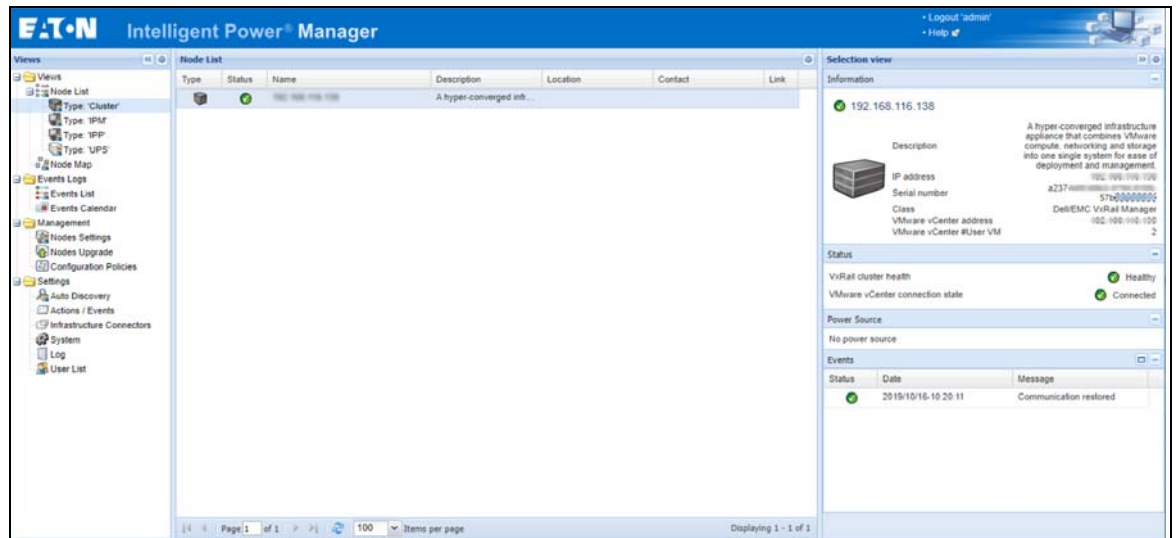 EATON Intelligent Power® Manager
• Logout 'admin'
• Help
Views
Views
Node List
Type: 'Cluster'
Type: 'IPM'
Type: 'IPP'
Type: 'UPS'
Node Map
Events Logs
Events List
Events Calendar
Management
Nodes Settings
Nodes Upgrade
Configuration Policies
Settings
Auto Discovery
Actions / Events
Infrastructure Connectors
System
Log
User List
Node List
Type Status Name Description Location Contact Link
A hyper-converged infr...
Page 1 of 1 100 Items per page Displaying 1 - 1 of 1
Selection view
Information
192.168.116.138
Description A hyper-converged infrastructure
appliance that combines VMware
compute, networking and storage
into one single system for ease of
deployment and management.
IP address
Serial number a237
Class Dell/EMC VxRail Manager
VMware vCenter address
VMware vCenter #User VM 2
Status
VxRail cluster health Healthy
VMware vCenter connection state Connected
Power Source
No power source
Events
Status Date Message
2019/10/16-10:20:11 Communication restored